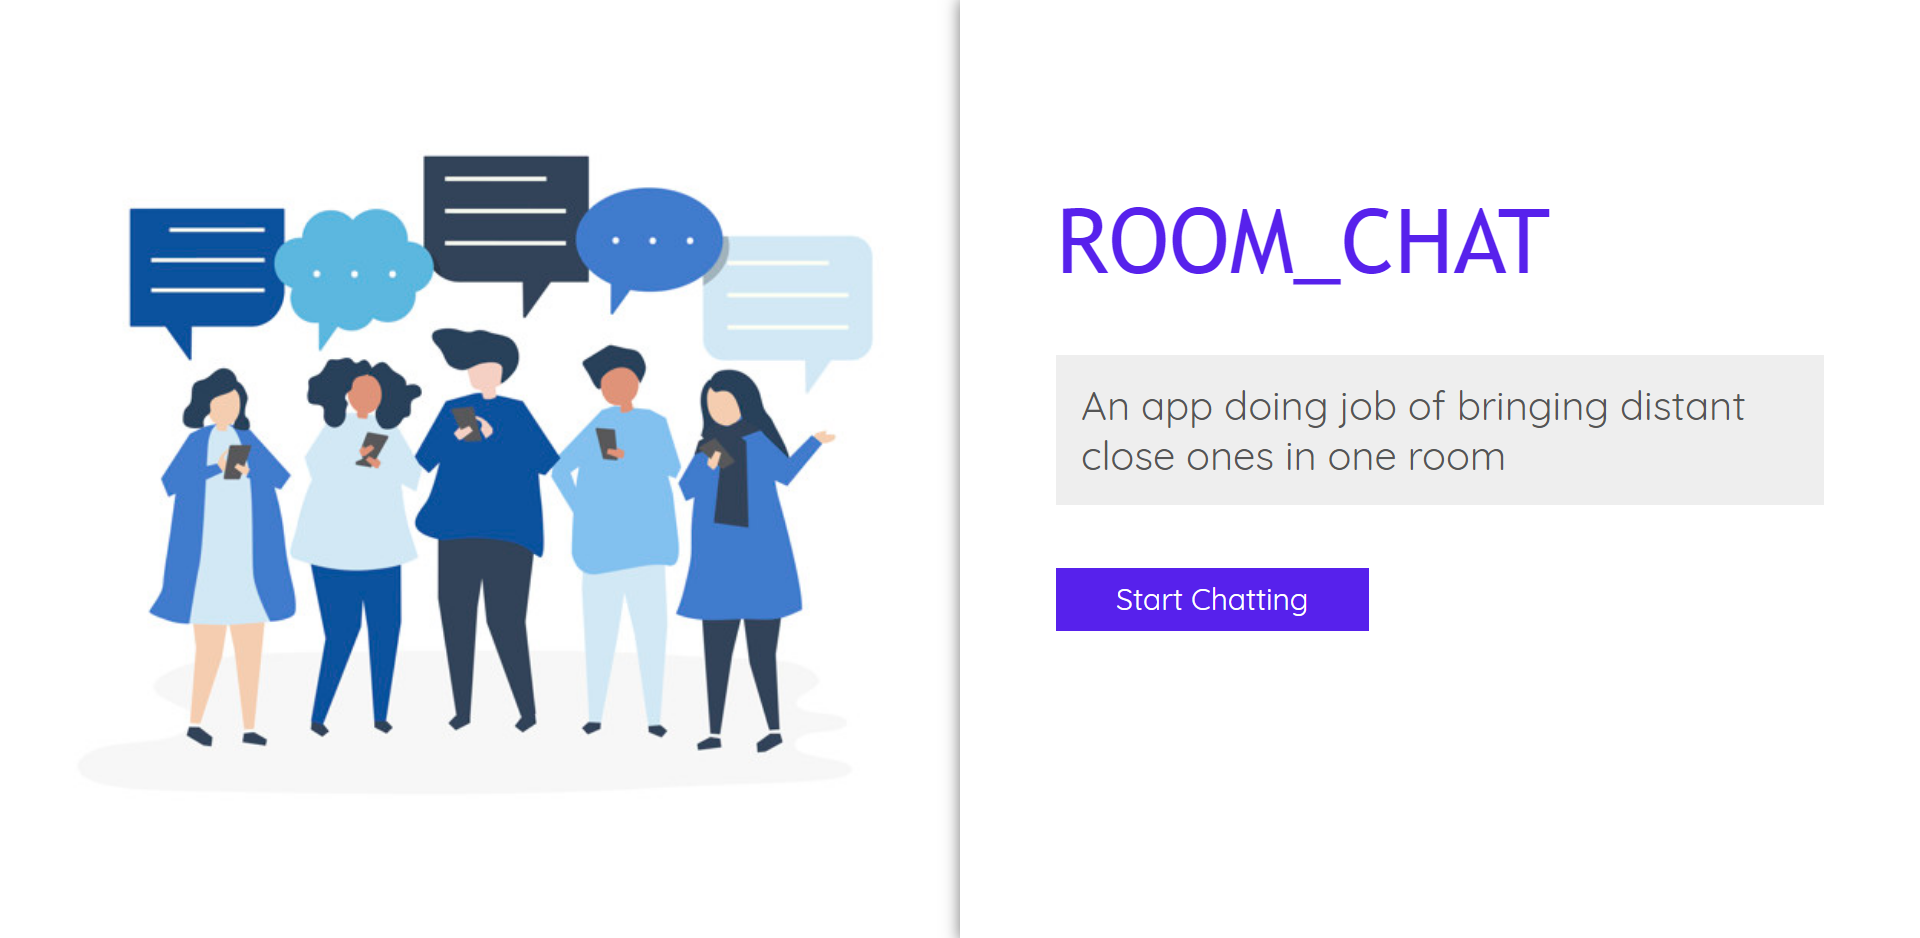 ROOM_CHAT
An app doing job of bringing distant
close ones in one room
Start Chatting